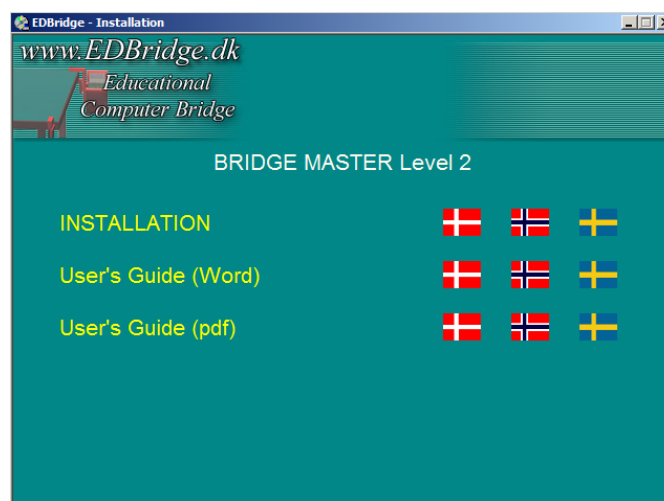 EDBridge - Installation
www.EDBridge.dk
Educational
Computer Bridge
BRIDGE MASTER Level 2
INSTALLATION
User's Guide (Word)
User's Guide (pdf)